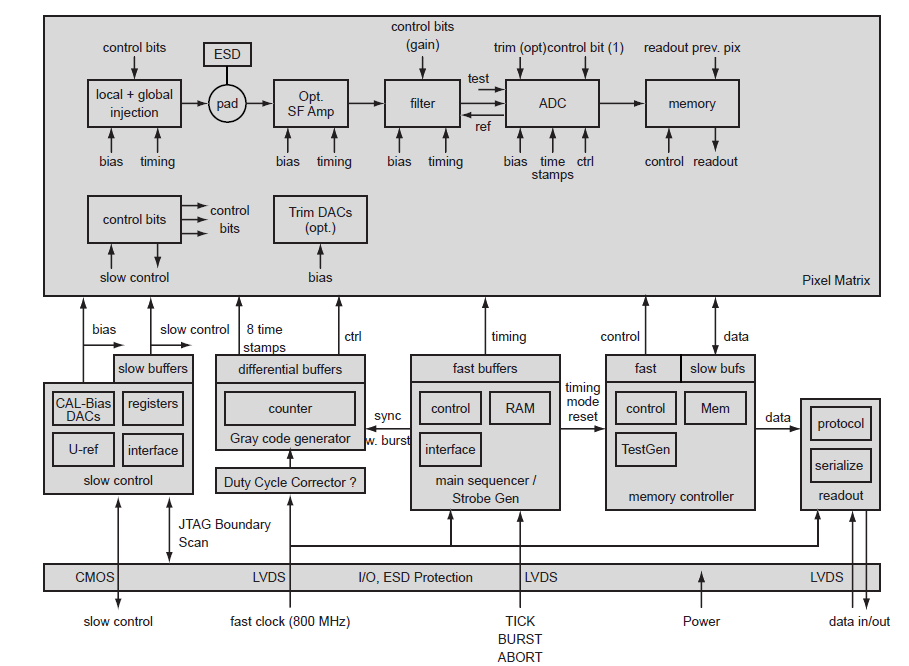 control bits
(gain)
control bits
ESD
trim (opt)control bit (1)
readout prev. pix
local + global
injection
pad
Opt.
SF Amp
filter
test
ref
ADC
memory
bias
timing
bias
timing
bias
timing
bias
time
stamps
ctrl
control
readout
control bits
control
bits
slow control
Trim DACs
(opt.)
bias
Pixel Matrix
bias
slow control
8 time
stamps
ctrl
timing
control
data
slow buffers
CAL-Bias
DACs
registers
U-ref
interface
slow control
differential buffers
counter
Gray code generator
Duty Cycle Corrector ?
sync
w. burst
fast buffers
control
RAM
interface
main sequencer /
Strobe Gen
timing
mode
reset
fast
slow bufs
control
Mem
TestGen
memory controller
data
protocol
serialize
readout
JTAG Boundary
Scan
CMOS
LVDS
I/O, ESD Protection
LVDS
LVDS
slow control
fast clock (800 MHz)
TICK
BURST
ABORT
Power
data in/out